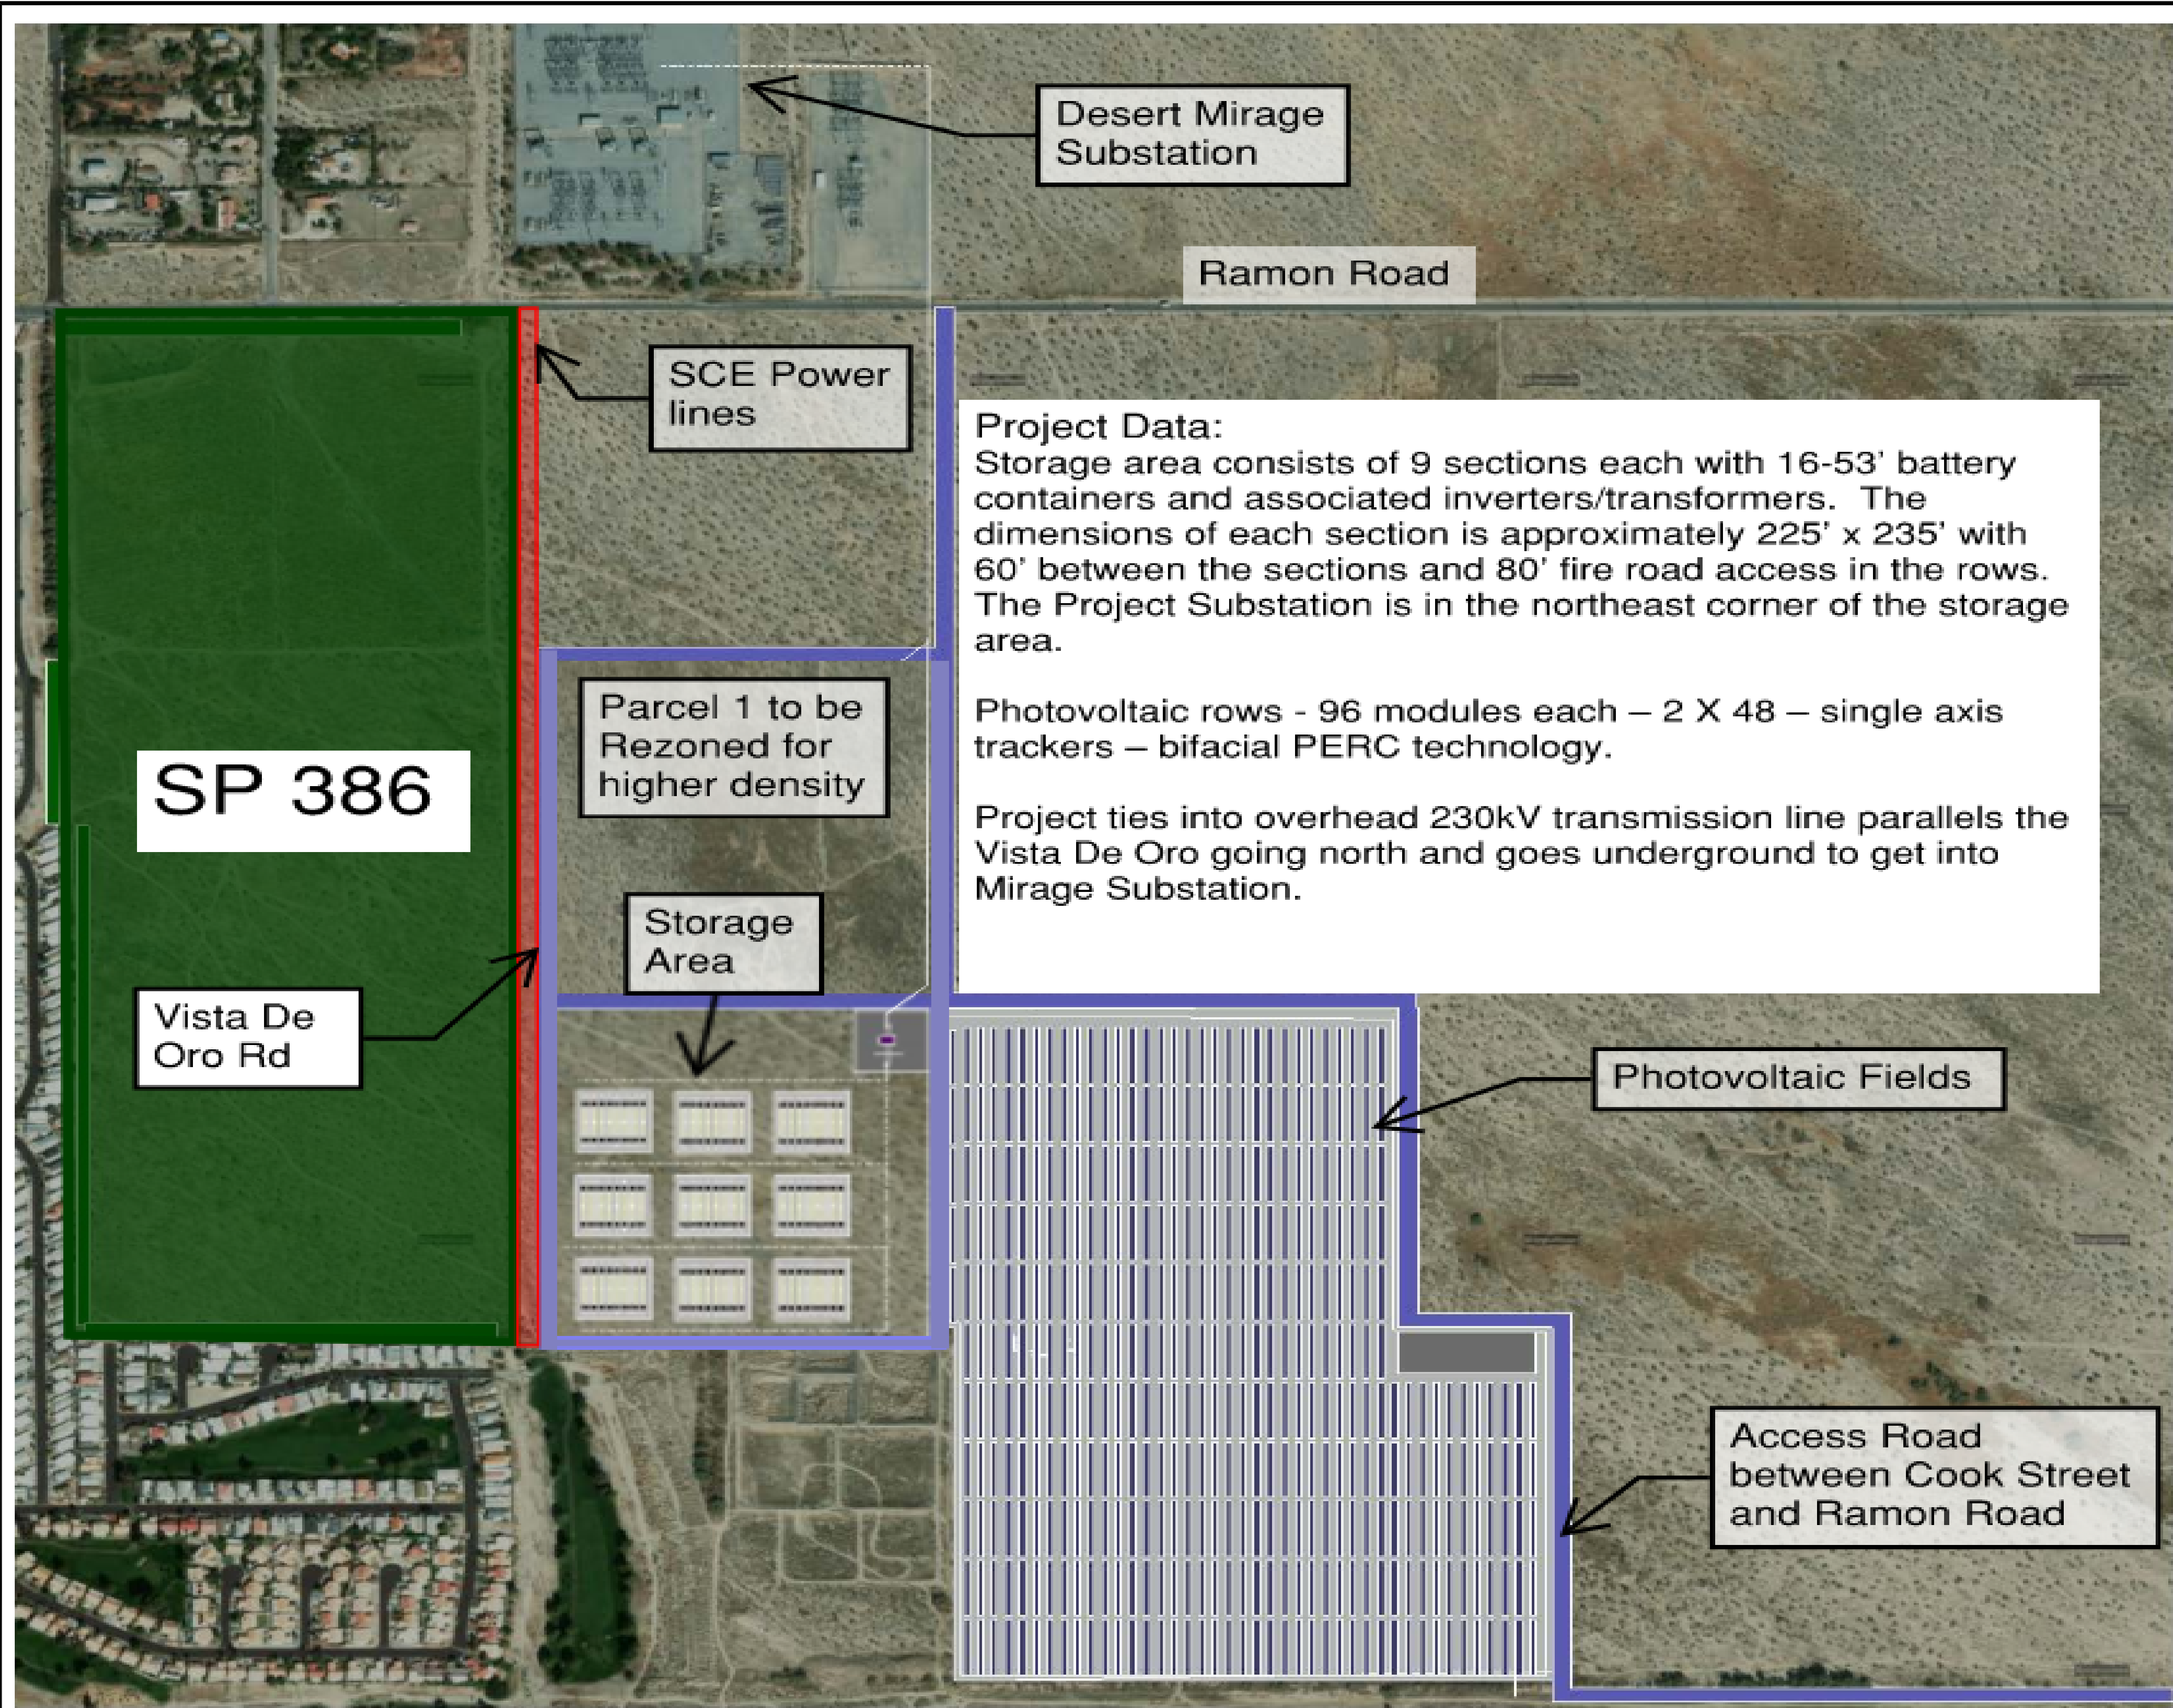 Desert Mirage
Substation
Ramon Road
SCE Power
lines
Project Data:
Storage area consists of 9 sections each with 16-53’ battery
containers and associated inverters/transformers.  The
dimensions of each section is approximately 225’ x 235’ with
60’ between the sections and 80’ fire road access in the rows.
The Project Substation is in the northeast corner of the storage
area.
Photovoltaic rows - 96 modules each – 2 X 48 – single axis
trackers – bifacial PERC technology.
Project ties into overhead 230kV transmission line parallels the
Vista De Oro going north and goes underground to get into
Mirage Substation.
Parcel 1 to be
Rezoned for
higher density
SP 386
Storage
Area
Vista De
Oro Rd
Photovoltaic Fields
Access Road
between Cook Street
and Ramon Road